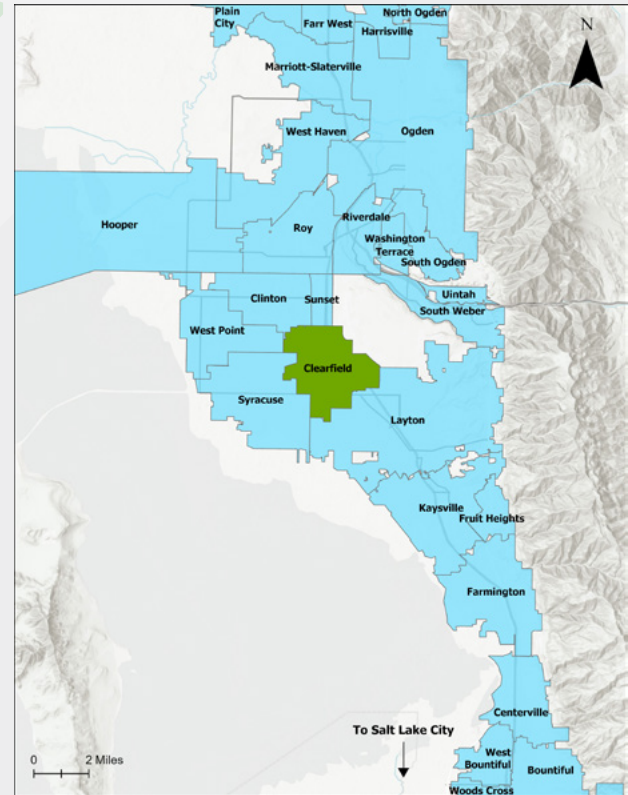 Plain
City
Farr West
North Ogden
Harrisville
N
Marriott-Slaterville
West Haven
Ogden
Hooper
Roy
Riverdale
Washington
Terrace
South Ogden
Uintah
Clinton
Sunset
South Weber
West Point
Clearfield
Syracuse
Layton
Kaysville
Fruit Heights
Farmington
Centerville
To Salt Lake City
West
Bountiful
Bountiful
0 2 Miles
Woods Cross